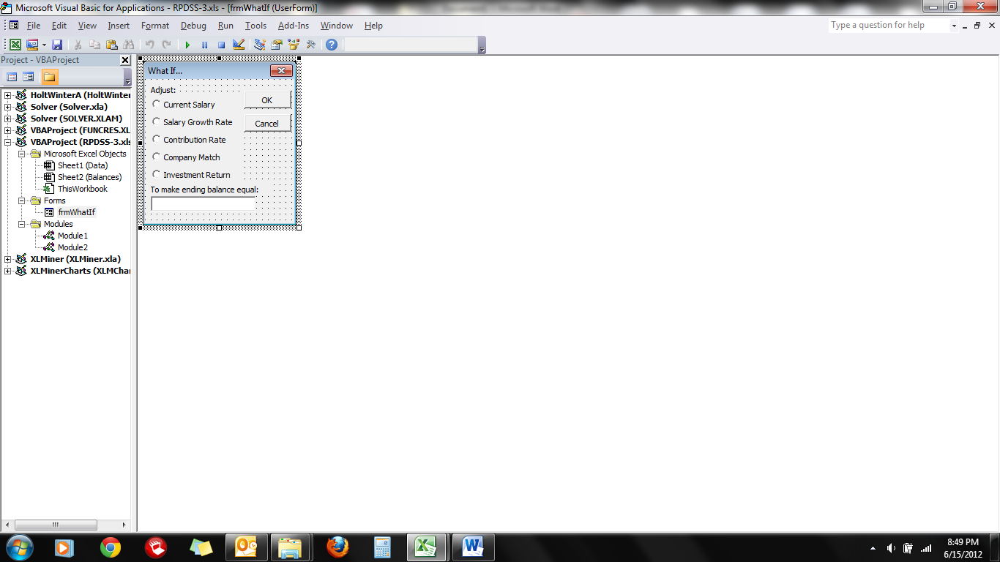 Microsoft Visual Basic for Applications - RPDSS-3.xls - [frmWhatIf (UserForm)]
File Edit View Insert Format Debug Run Tools Add-Ins Window Help
Type a question for help
Project - VBAProject
HoltWinterA (HoltWinter
Solver (Solver.xla)
Solver (SOLVER.XLAM)
VBAProject (FUNCRES.XL
VBAProject (RPDSS-3.xls
Microsoft Excel Objects
Sheet1 (Data)
Sheet2 (Balances)
ThisWorkbook
Forms
frmWhatIf
Modules
Module1
Module2
XLMiner (XLMiner.xla)
XLMinerCharts (XLMChar
What If...
Adjust:
Current Salary
Salary Growth Rate
Contribution Rate
Company Match
Investment Return
OK
Cancel
To make ending balance equal:
8:49 PM
6/15/2012